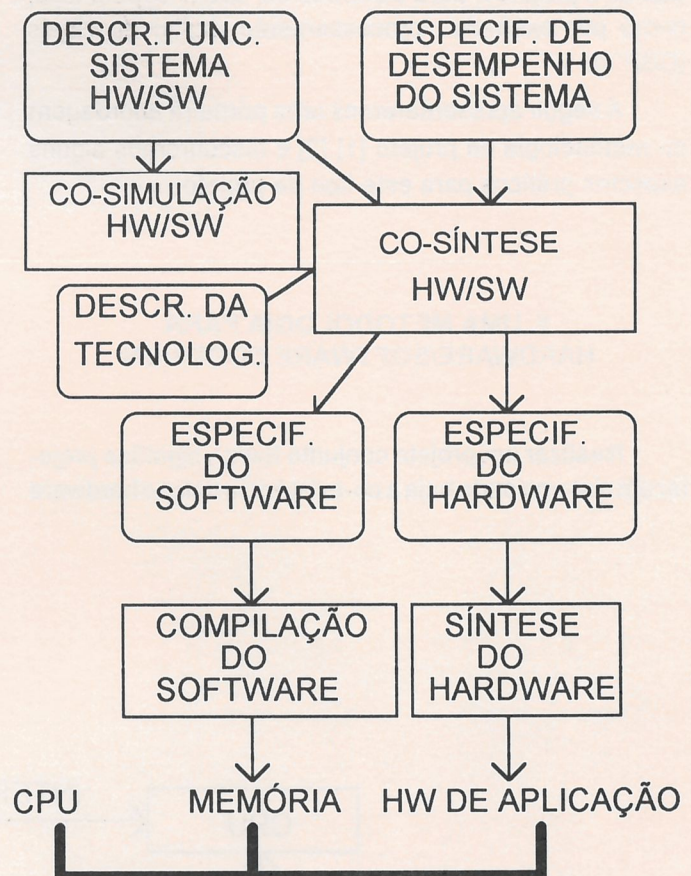 DESCR.FUNC.
SISTEMA
HW/SW
ESPECIF. DE
DESEMPENHO
DO SISTEMA
CO-SIMULAÇÃO
HW/SW
CO-SÍNTESE
HW/SW
DESCR. DA
TECNOLOG.
ESPECIF.
DO
SOFTWARE
ESPECIF.
DO
HARDWARE
COMPILAÇÃO
DO
SOFTWARE
SÍNTESE
DO
HARDWARE
CPU
MEMÓRIA
HW DE APLICAÇÃO